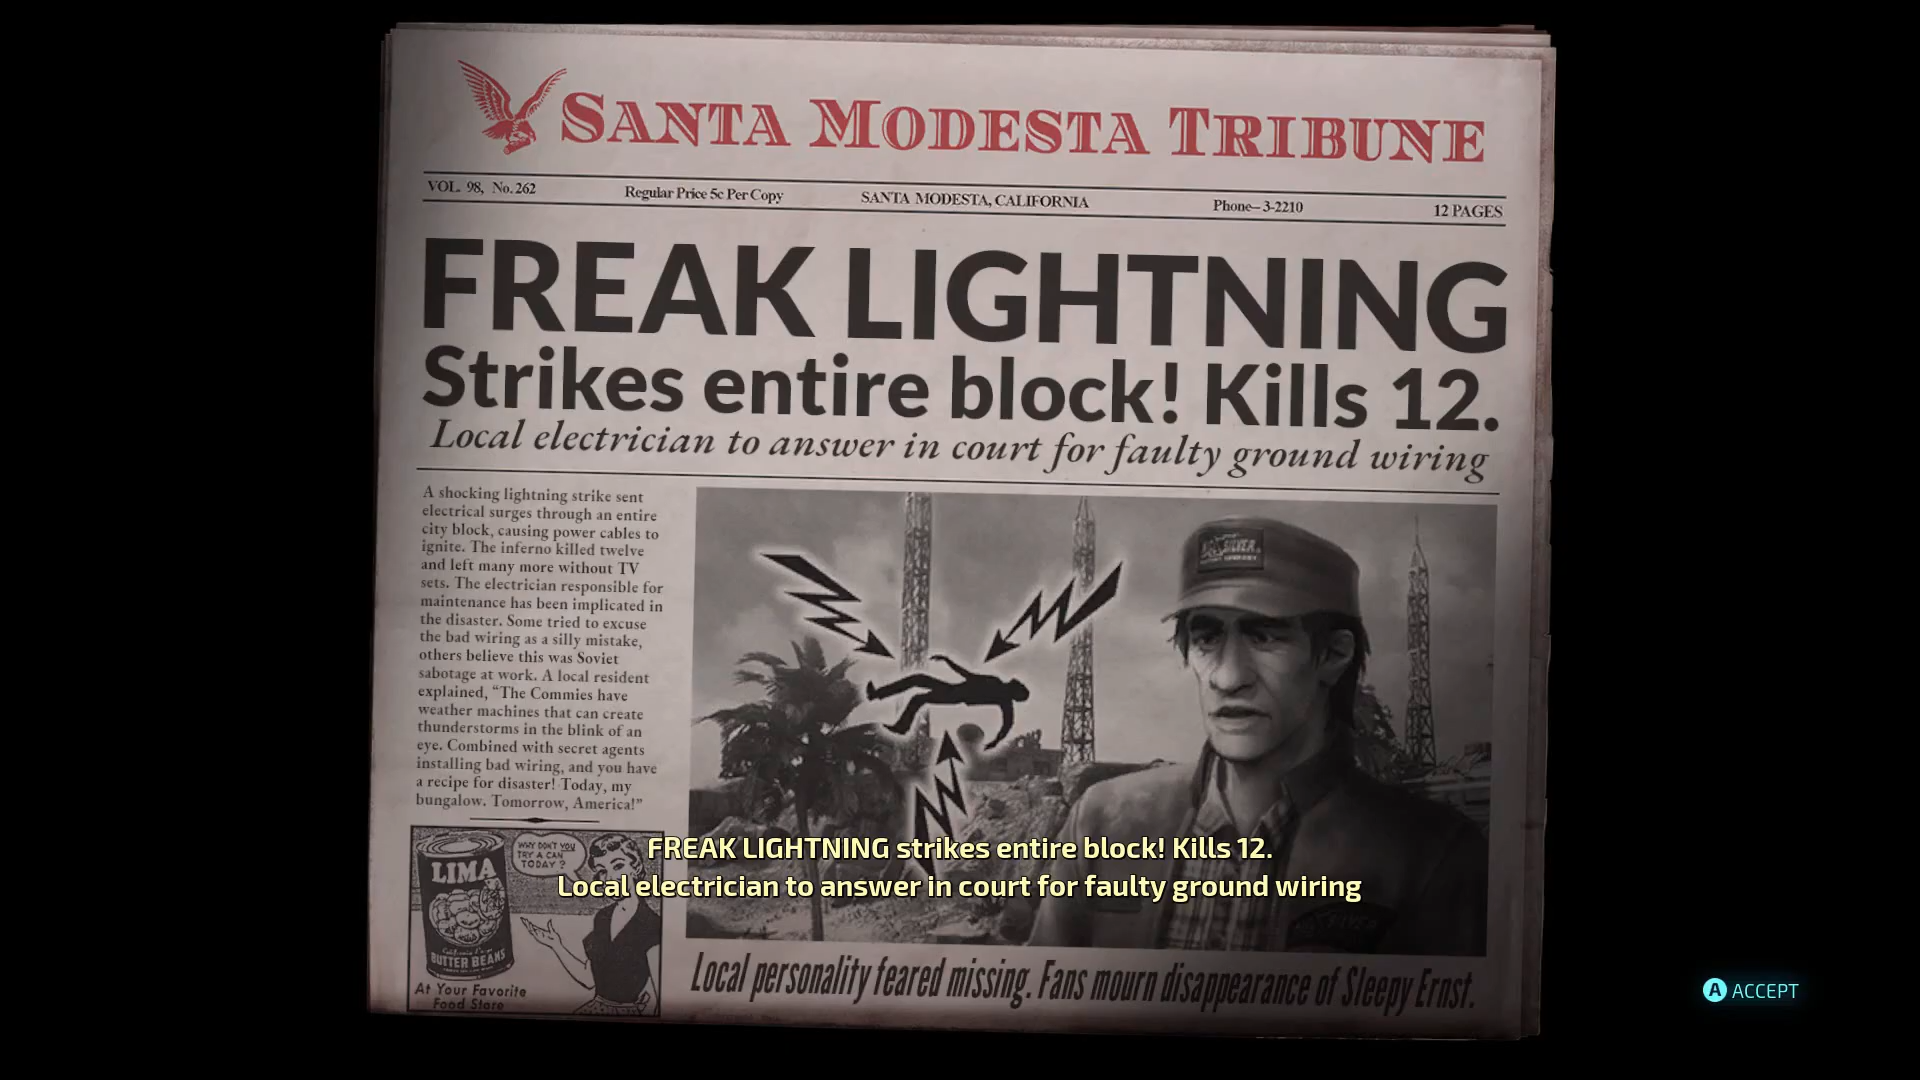 SANTA MODESTA TRIBUNE
VOL. 98, No. 262 Regular Price 5c Per Copy SANTA MODESTA, CALIFORNIA Phone–3-2210 12 PAGES
FREAK LIGHTNING
Strikes entire block! Kills 12.
Local electrician to answer in court for faulty ground wiring
A shocking lightning strike sent
electrical surges through an entire
city block, causing power cables to
ignite. The inferno killed twelve
and left many more without TV
sets. The electrician responsible for
maintenance has been implicated in
the disaster. Some tried to excuse
the bad wiring as a silly mistake,
others believe this was Soviet
sabotage at work. A local resident
explained, “The Commies have
weather machines that can create
thunderstorms in the blink of an
eye. Combined with secret agents
installing bad wiring, and you have
a recipe for disaster! Today, my
bungalow. Tomorrow, America!”
LIMA
BUTTER BEANS
WHY DON'T YOU
TRY A CAN
TODAY?
At Your Favorite
Food Store
FREAK LIGHTNING strikes entire block! Kills 12.
Local electrician to answer in court for faulty ground wiring
Local personality feared missing. Fans mourn disappearance of Sleepy Ernst.
A ACCEPT